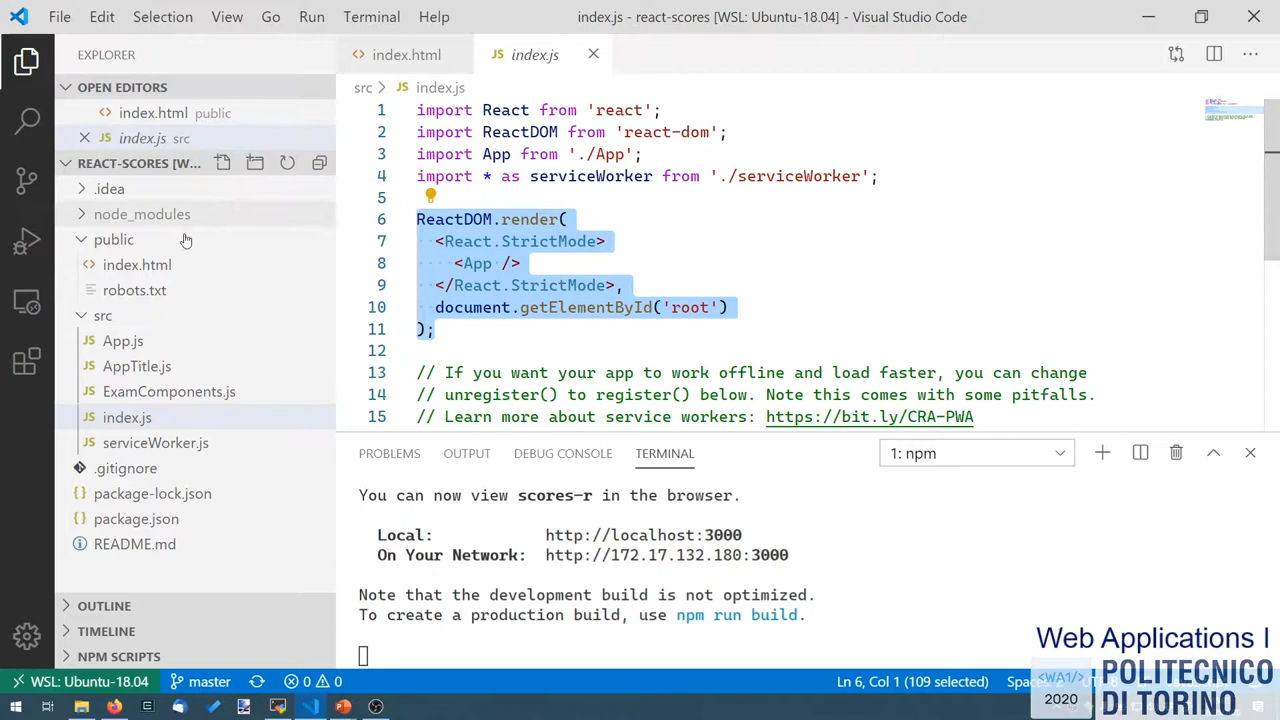 File Edit Selection View Go Run Terminal Help
index.js - react-scores [WSL: Ubuntu-18.04] - Visual Studio Code
EXPLORER
OPEN EDITORS
index.html public
JS index.js src
REACT-SCORES [W...
.idea
node_modules
public
index.html
robots.txt
src
JS App.js
JS AppTitle.js
JS ExamComponents.js
JS index.js
JS serviceWorker.js
.gitignore
package-lock.json
package.json
README.md
OUTLINE
TIMELINE
NPM SCRIPTS
index.html
JS index.js
src > JS index.js
1 import React from 'react';
2 import ReactDOM from 'react-dom';
3 import App from './App';
4 import * as serviceWorker from './serviceWorker';
5
6 ReactDOM.render(
7 <React.StrictMode>
8 <App />
9 </React.StrictMode>,
10 document.getElementById('root')
11 );
12
13 // If you want your app to work offline and load faster, you can change
14 // unregister() to register() below. Note this comes with some pitfalls.
15 // Learn more about service workers: https://bit.ly/CRA-PWA
PROBLEMS OUTPUT DEBUG CONSOLE TERMINAL
1: npm
You can now view scores-r in the browser.
Local: http://localhost:3000
On Your Network: http://172.17.132.180:3000
Note that the development build is not optimized.
To create a production build, use npm run build.
WSL: Ubuntu-18.04 master 0 0
Ln 6, Col 1 (109 selected)
Web Applications I
<WA1/>
2020
POLITECNICO
DI TORINO